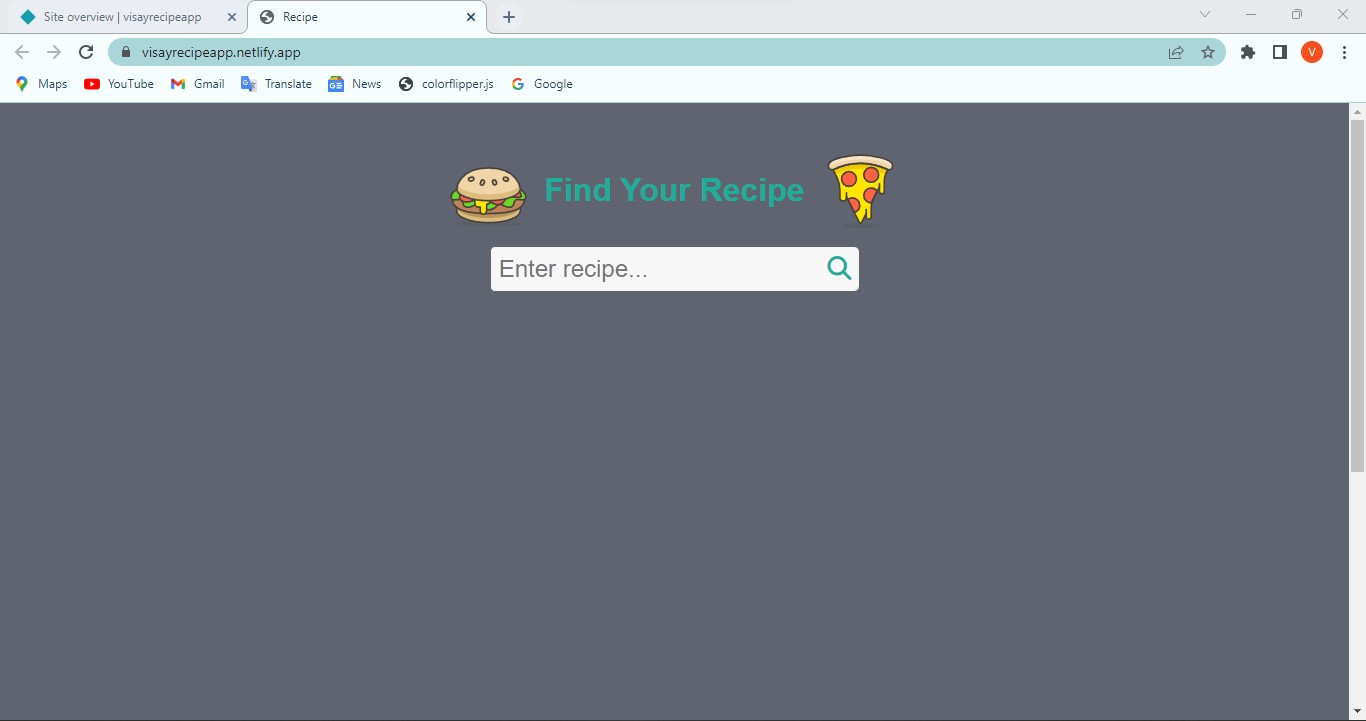 Site overview | visayrecipeapp
Recipe
visayrecipeapp.netlify.app
V
Maps YouTube Gmail Translate News colorflipper.js Google
Find Your Recipe
Enter recipe...